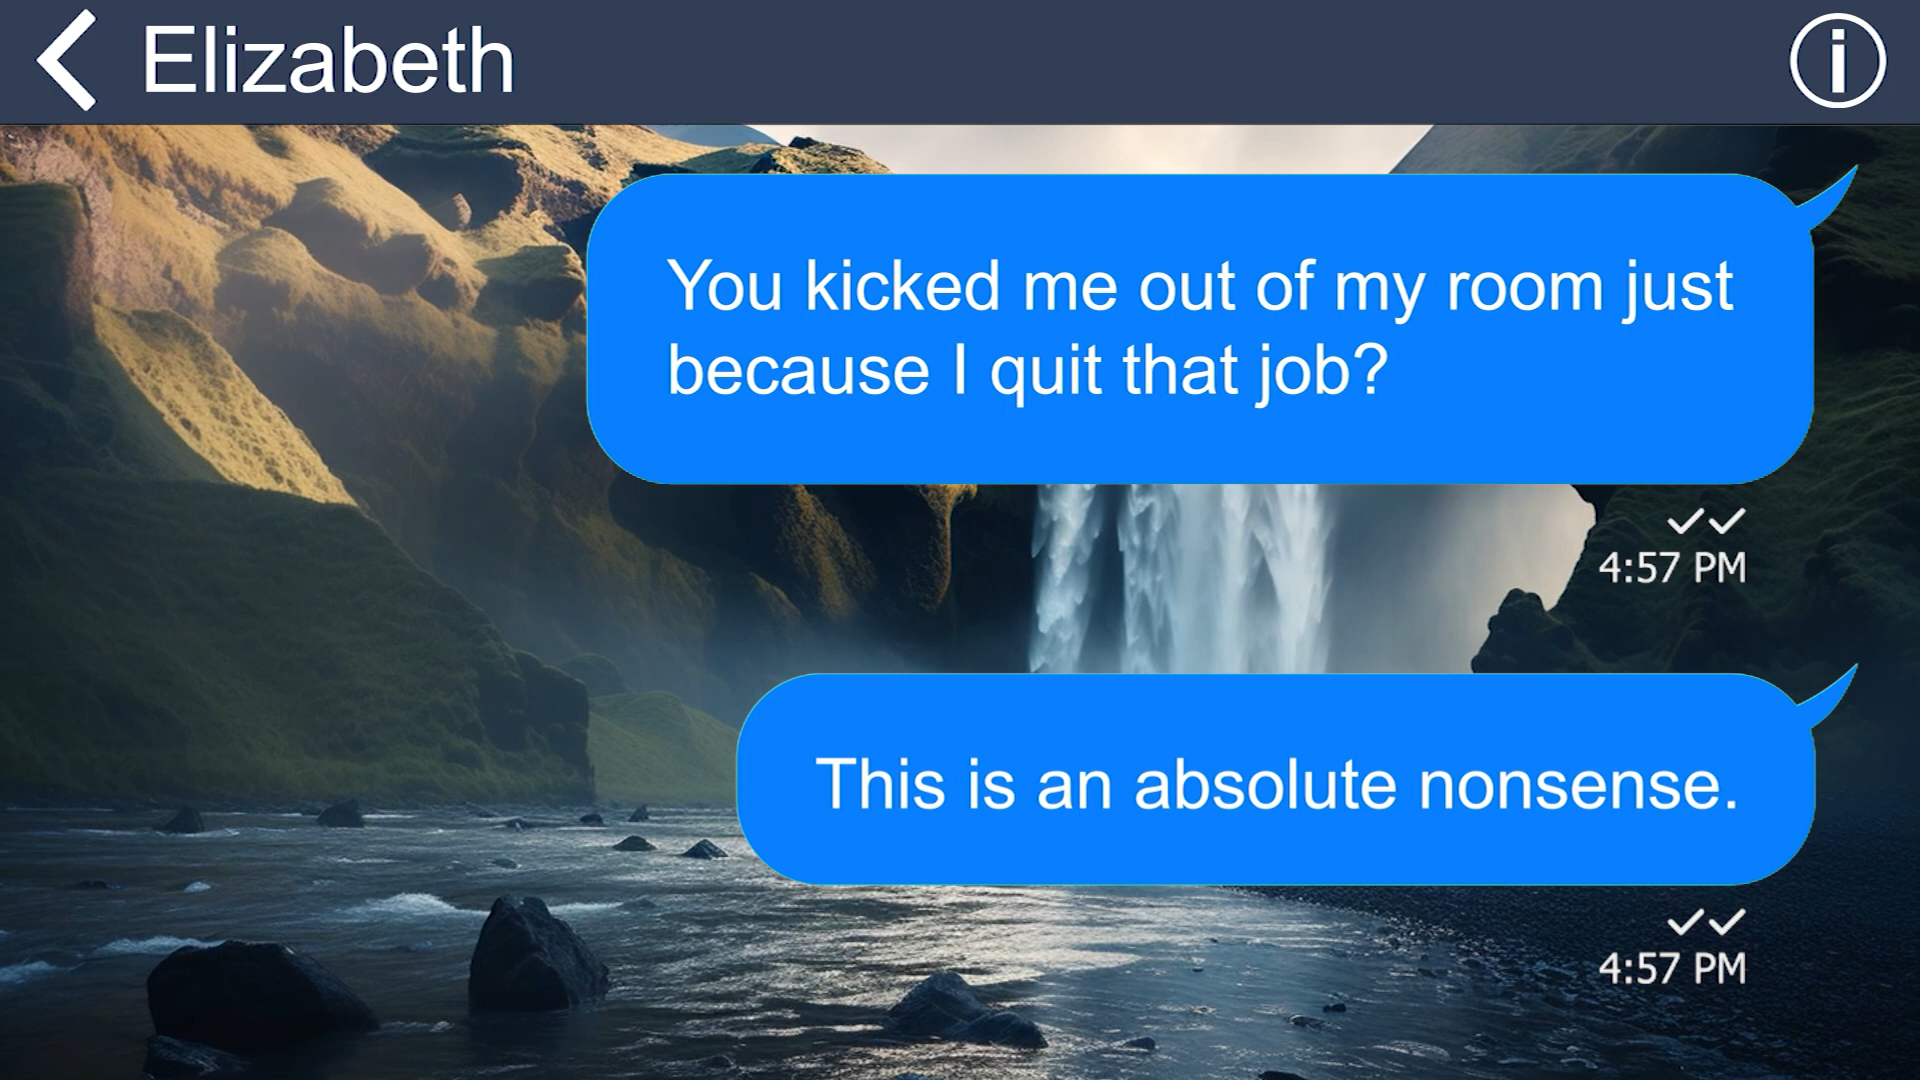 Elizabeth
You kicked me out of my room just
because I quit that job?
4:57 PM
This is an absolute nonsense.
4:57 PM